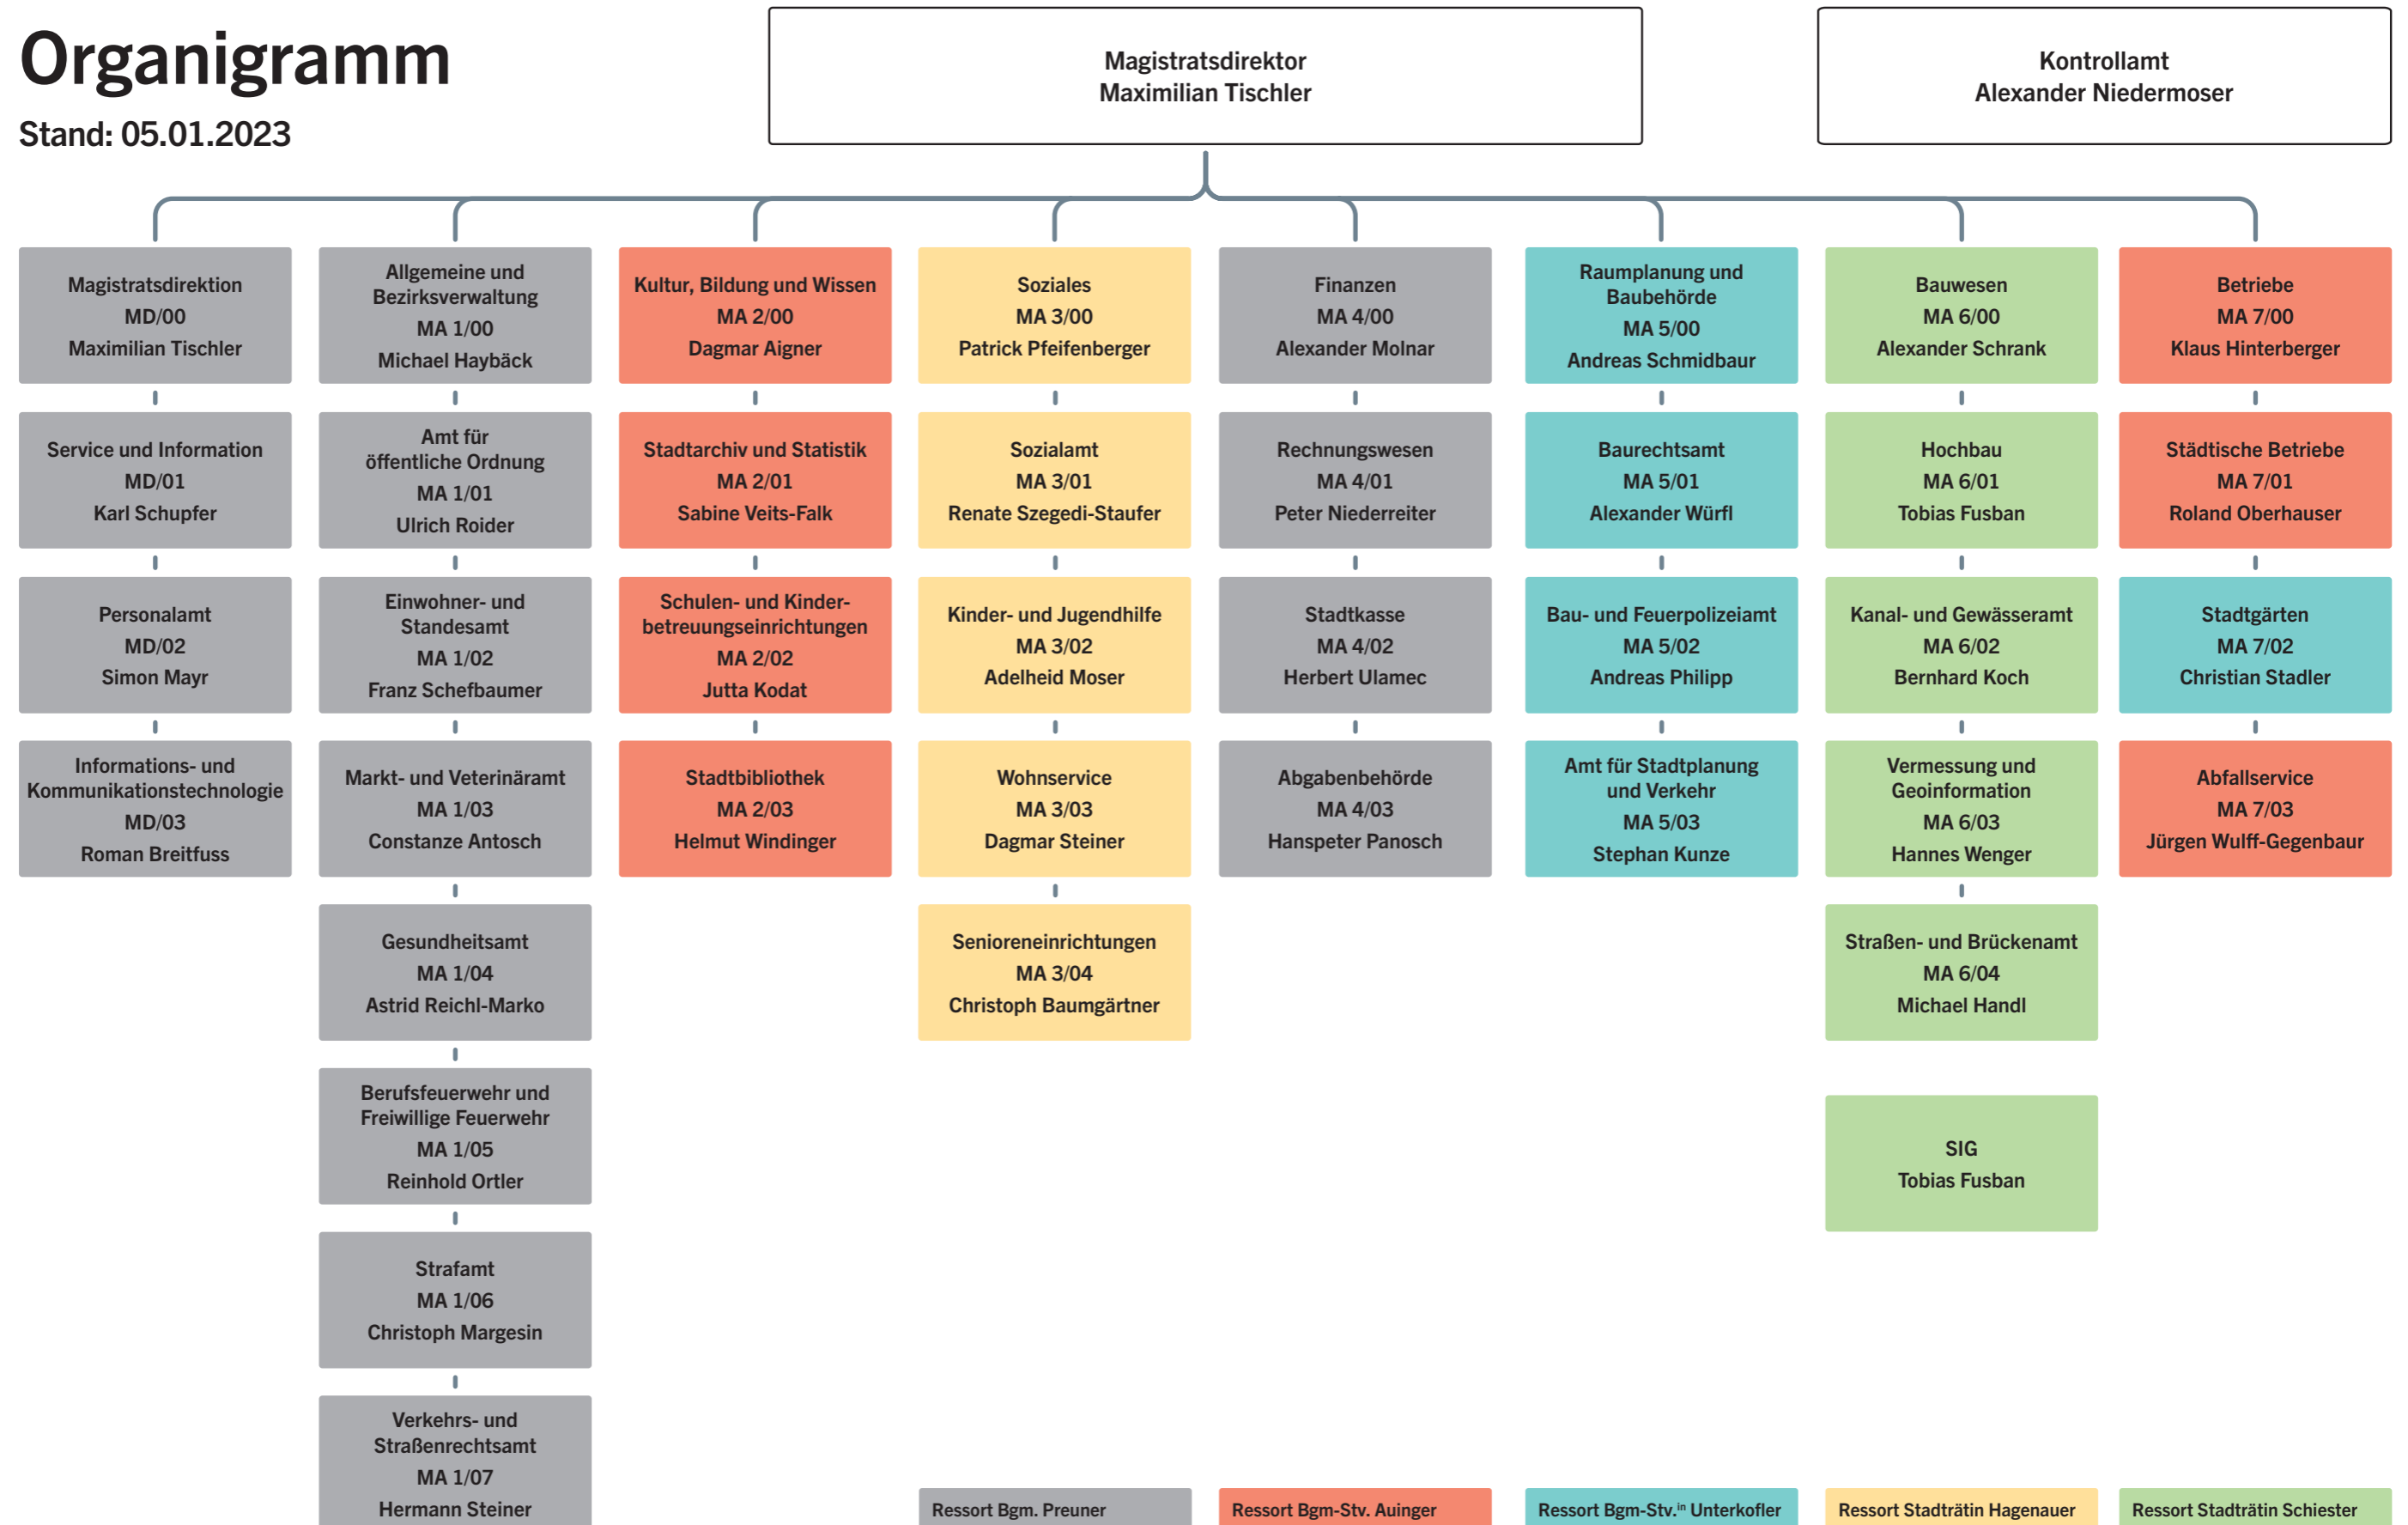 Organigramm
Stand: 05.01.2023
Magistratsdirektor
Maximilian Tischler
Kontrollamt
Alexander Niedermoser
Magistratsdirektion
MD/00
Maximilian Tischler
Service und Information
MD/01
Karl Schupfer
Personalamt
MD/02
Simon Mayr
Informations- und
Kommunikationstechnologie
MD/03
Roman Breitfuss
Allgemeine und
Bezirksverwaltung
MA 1/00
Michael Haybäck
Amt für
öffentliche Ordnung
MA 1/01
Ulrich Roider
Einwohner- und
Standesamt
MA 1/02
Franz Schefbaumer
Markt- und Veterinäramt
MA 1/03
Constanze Antosch
Gesundheitsamt
MA 1/04
Astrid Reichl-Marko
Berufsfeuerwehr und
Freiwillige Feuerwehr
MA 1/05
Reinhold Ortler
Strafamt
MA 1/06
Christoph Margesin
Verkehrs- und
Straßenrechtsamt
MA 1/07
Hermann Steiner
Kultur, Bildung und Wissen
MA 2/00
Dagmar Aigner
Stadtarchiv und Statistik
MA 2/01
Sabine Veits-Falk
Schulen- und Kinder-
betreuungseinrichtungen
MA 2/02
Jutta Kodat
Stadtbibliothek
MA 2/03
Helmut Windinger
Soziales
MA 3/00
Patrick Pfeifenberger
Sozialamt
MA 3/01
Renate Szegedi-Staufer
Kinder- und Jugendhilfe
MA 3/02
Adelheid Moser
Wohnservice
MA 3/03
Dagmar Steiner
Senioreneinrichtungen
MA 3/04
Christoph Baumgärtner
Finanzen
MA 4/00
Alexander Molnar
Rechnungswesen
MA 4/01
Peter Niederreiter
Stadtkasse
MA 4/02
Herbert Ulamec
Abgabenbehörde
MA 4/03
Hanspeter Panosch
Raumplanung und
Baubehörde
MA 5/00
Andreas Schmidbaur
Baurechtsamt
MA 5/01
Alexander Würfl
Bau- und Feuerpolizeiamt
MA 5/02
Andreas Philipp
Amt für Stadtplanung
und Verkehr
MA 5/03
Stephan Kunze
Bauwesen
MA 6/00
Alexander Schrank
Hochbau
MA 6/01
Tobias Fusban
Kanal- und Gewässeramt
MA 6/02
Bernhard Koch
Vermessung und
Geoinformation
MA 6/03
Hannes Wenger
Straßen- und Brückenamt
MA 6/04
Michael Handl
SIG
Tobias Fusban
Betriebe
MA 7/00
Klaus Hinterberger
Städtische Betriebe
MA 7/01
Roland Oberhauser
Stadtgärten
MA 7/02
Christian Stadler
Abfallservice
MA 7/03
Jürgen Wulff-Gegenbaur
Ressort Bgm. Preuner
Ressort Bgm-Stv. Auinger
Ressort Bgm-Stv.in Unterkofler
Ressort Stadträtin Hagenauer
Ressort Stadträtin Schiester